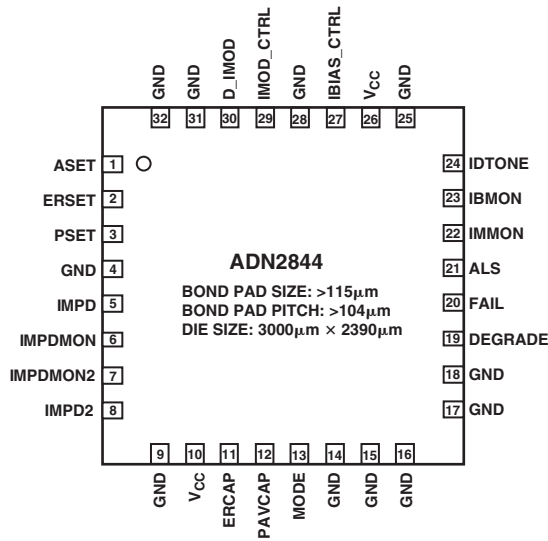 GND
GND
D_IMOD
IMOD_CTRL
GND
IBIAS_CTRL
VCC
GND
32
31
30
29
28
27
26
25
ASET 1
ERSET 2
PSET 3
GND 4
IMPD 5
IMPDMON 6
IMPDMON2 7
IMPD2 8
ADN2844
BOND PAD SIZE: >115μm
BOND PAD PITCH: >104μm
DIE SIZE: 3000μm × 2390μm
24 IDTONE
23 IBMON
22 IMMON
21 ALS
20 FAIL
19 DEGRADE
18 GND
17 GND
9
10
11
12
13
14
15
16
GND
VCC
ERCAP
PAVCAP
MODE
GND
GND
GND